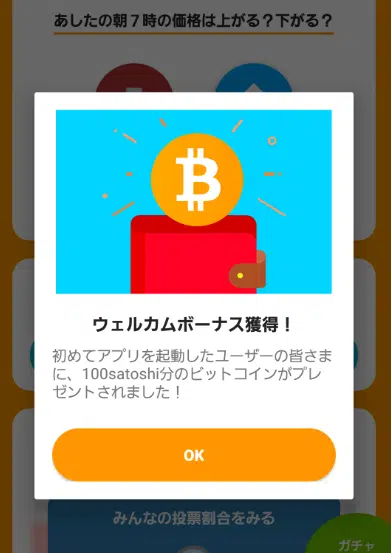 あしたの朝７時の価格は上がる？下がる？
ウェルカムボーナス獲得！
初めてアプリを起動したユーザーの皆さま
に、100satoshi分のビットコインがプレ
ゼントされました！
OK
みんなの投票割合をみる
ガチャ